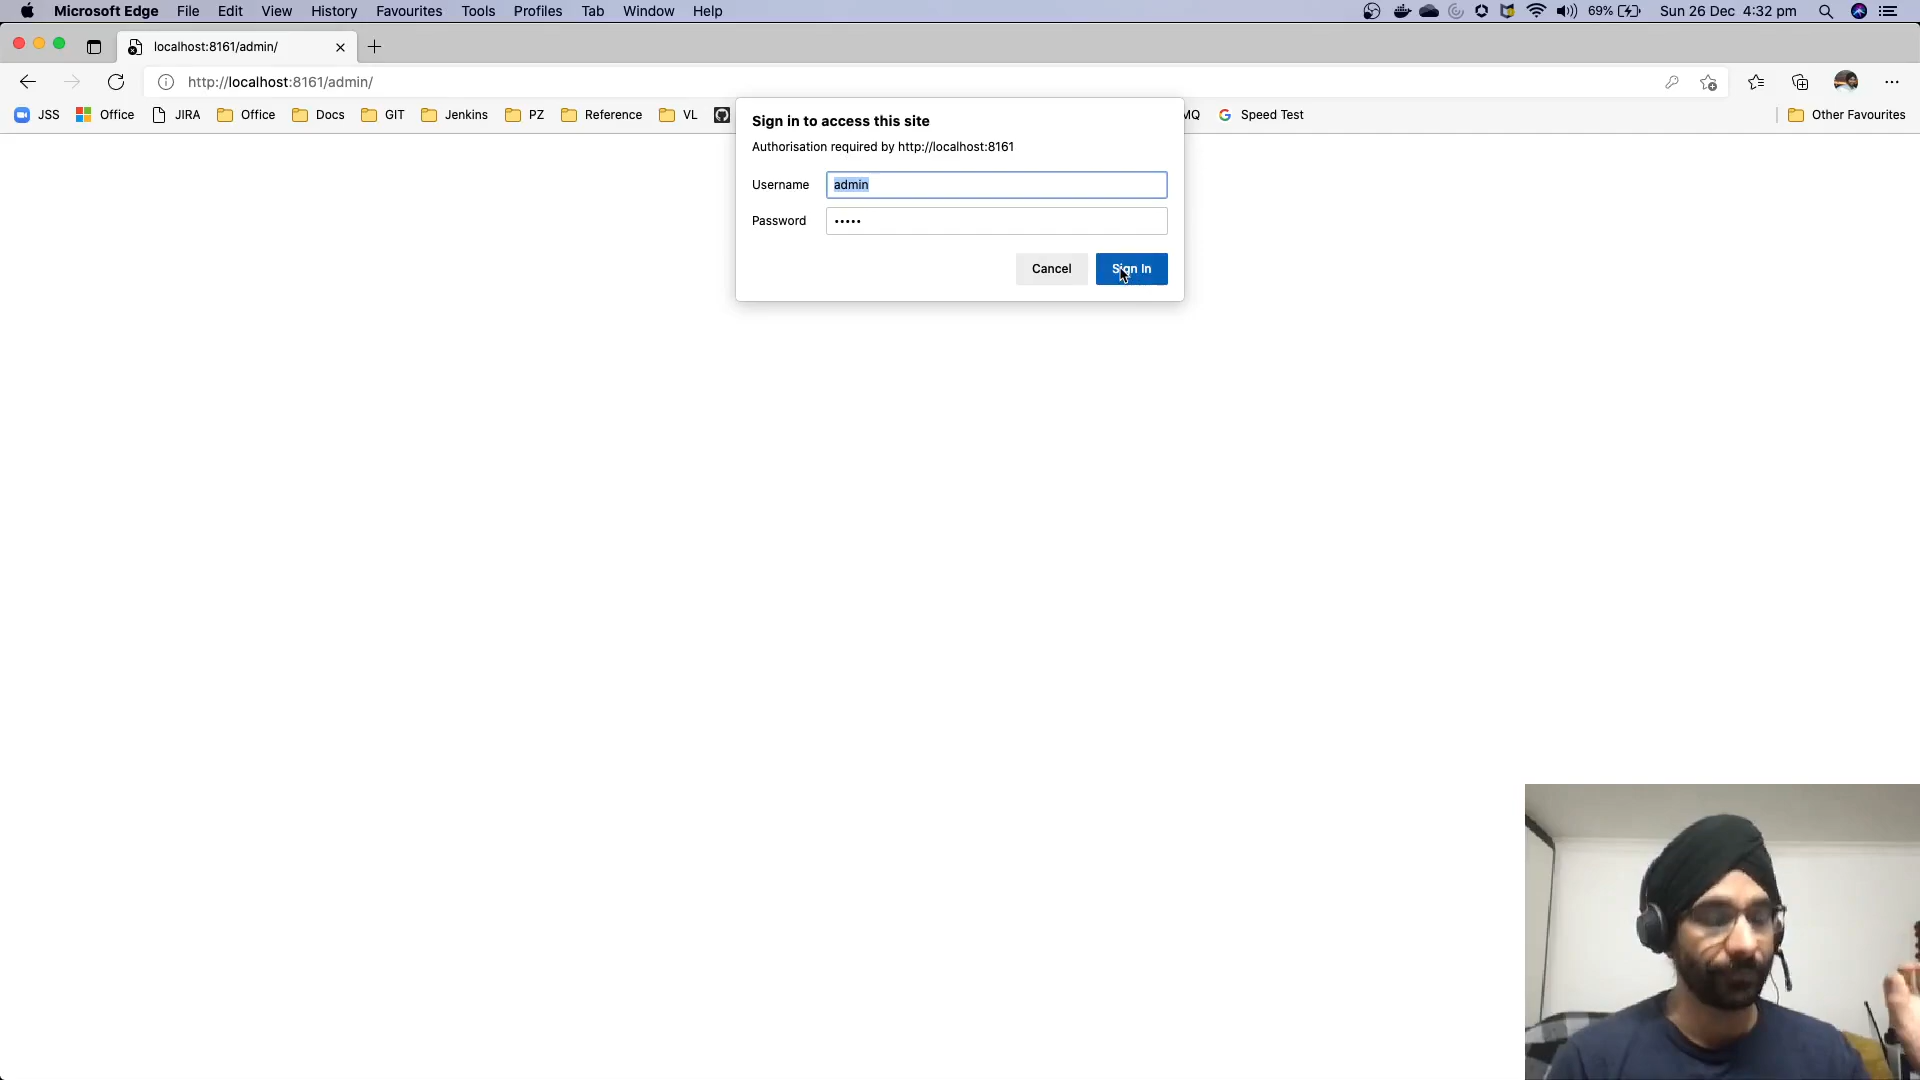 Microsoft Edge File Edit View History Favourites Tools Profiles Tab Window Help 69% Sun 26 Dec 4:32 pm
localhost:8161/admin/
http://localhost:8161/admin/
JSS Office JIRA Office Docs GIT Jenkins PZ Reference VL MQ Speed Test Other Favourites
Sign in to access this site
Authorisation required by http://localhost:8161
Username admin
Password •••••
Cancel Sign In